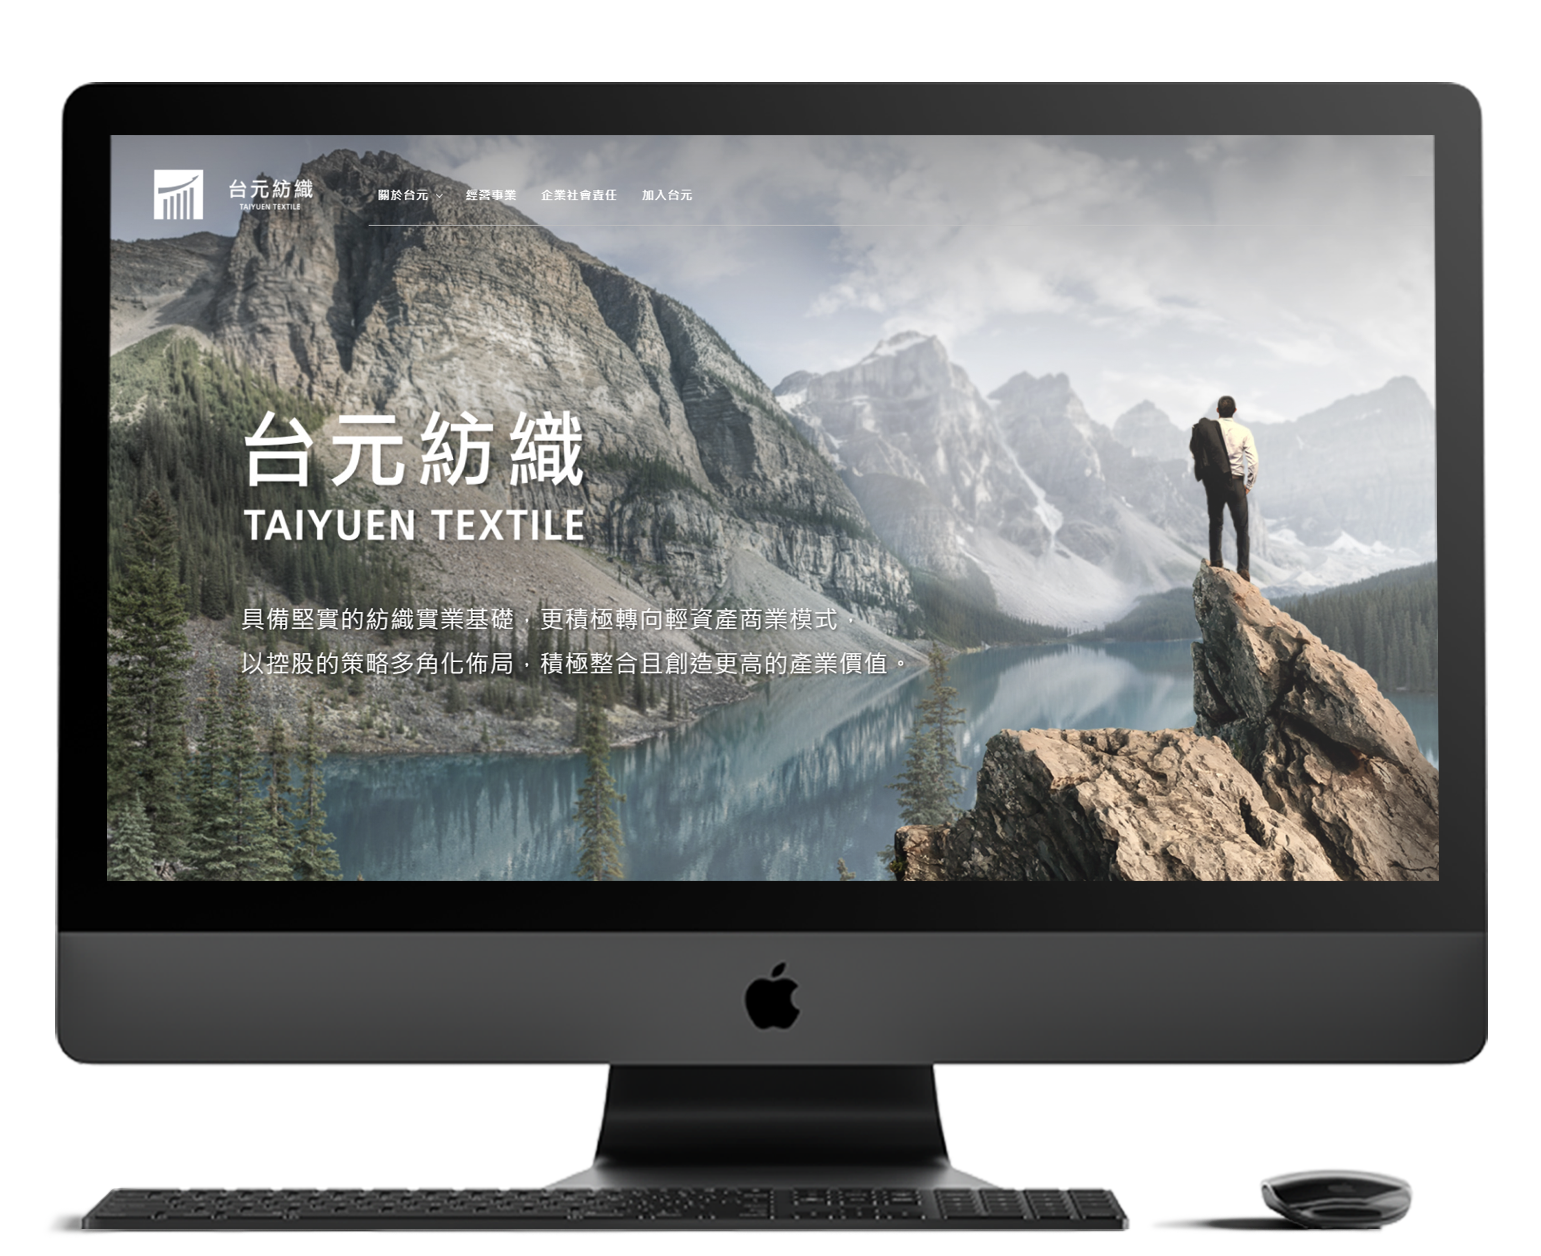 台元紡織
TAIYUEN TEXTILE
關於台元 經營事業 企業社會責任 加入台元
台元紡織
TAIYUEN TEXTILE
具備堅實的紡織實業基礎，更積極轉向輕資產商業模式，
以控股的策略多角化佈局，積極整合且創造更高的產業價值。